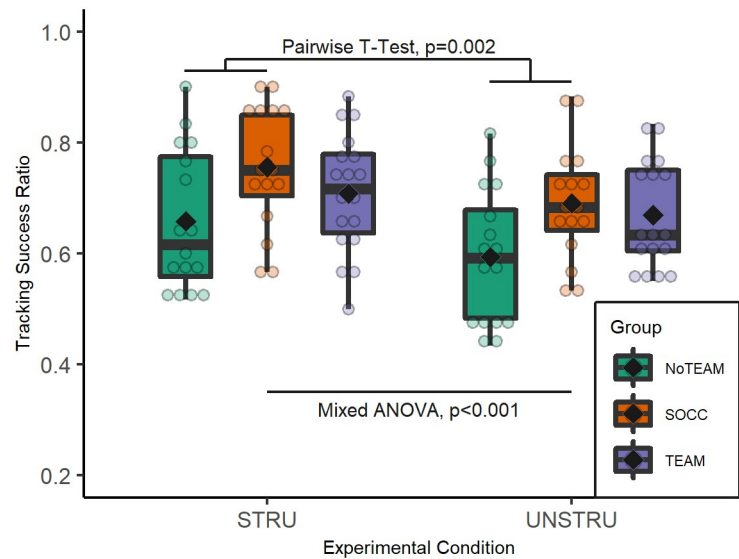 Pairwise T-Test, p=0.002
1.0
0.8
0.6
0.4
0.2
Tracking Success Ratio
Mixed ANOVA, p<0.001
Group
NoTEAM
SOCC
TEAM
STRU
UNSTRU
Experimental Condition